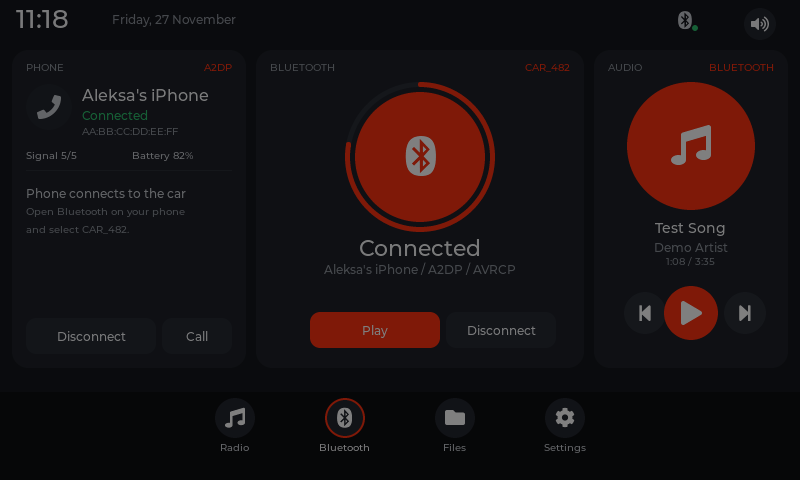 11:18
Friday, 27 November
PHONE
A2DP
Aleksa's iPhone
Connected
AA:BB:CC:DD:EE:FF
Signal 5/5
Battery 82%
Phone connects to the car
Open Bluetooth on your phone
and select CAR_482.
Disconnect
Call
BLUETOOTH
CAR_482
Connected
Aleksa's iPhone / A2DP / AVRCP
Play
Disconnect
AUDIO
BLUETOOTH
Test Song
Demo Artist
1:08 / 3:35
Radio
Bluetooth
Files
Settings